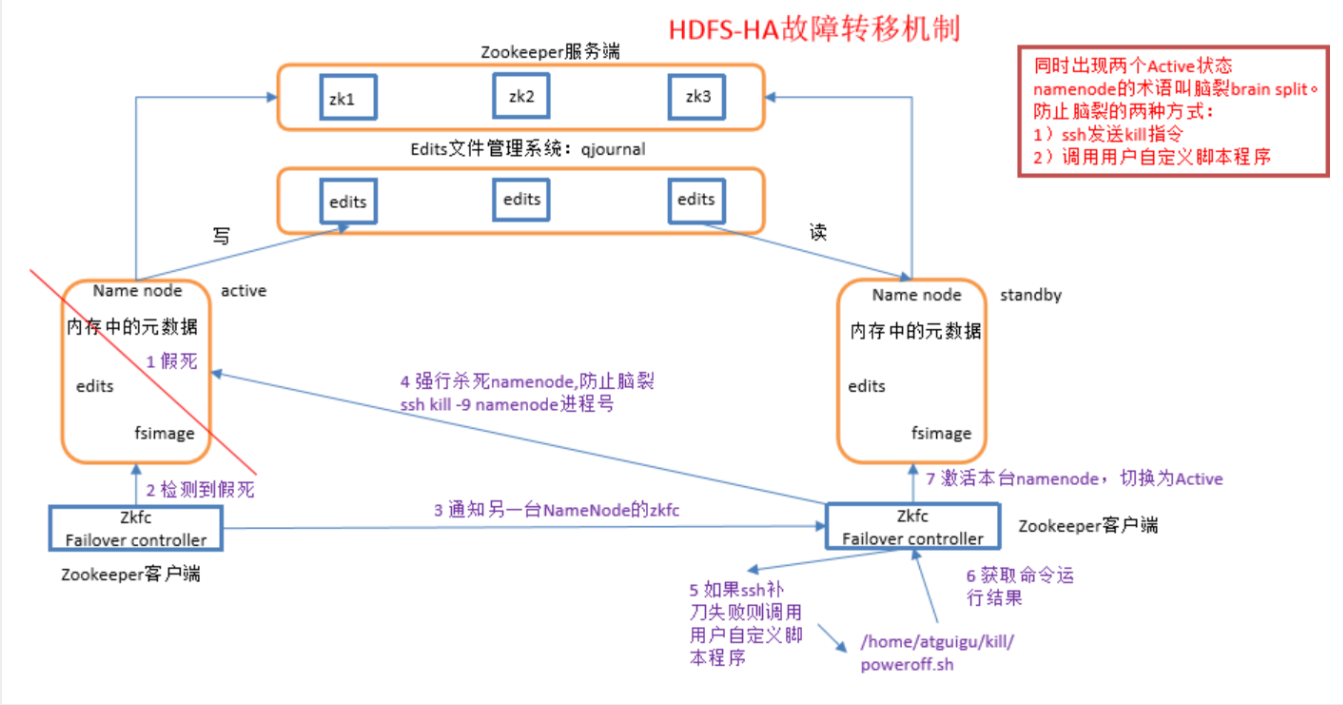 HDFS-HA故障转移机制
Zookeeper服务端
zk1
zk2
zk3
同时出现两个Active状态
namenode的术语叫脑裂brain split。
防止脑裂的两种方式：
1）ssh发送kill指令
2）调用用户自定义脚本程序
Edits文件管理系统：qjournal
edits
edits
edits
写
读
Name node
active
内存中的元数据
1 假死
edits
fsimage
Name node
standby
内存中的元数据
edits
fsimage
4 强行杀死namenode,防止脑裂
ssh kill -9 namenode进程号
2 检测到假死
3 通知另一台NameNode的zkfc
7 激活本台namenode，切换为Active
Zkfc
Failover controller
Zookeeper客户端
Zkfc
Failover controller
Zookeeper客户端
5 如果ssh补
刀失败则调用
用户自定义脚
本程序
6 获取命令运
行结果
/home/atguigu/kill/
poweroff.sh